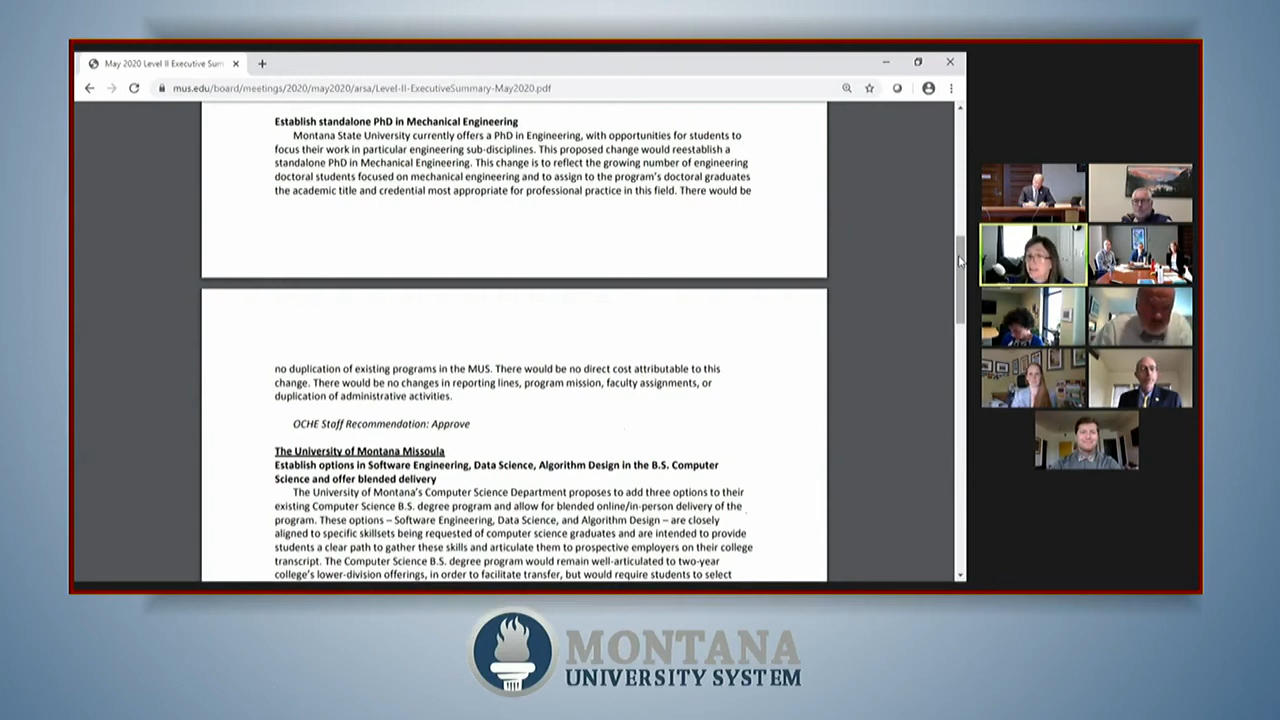 May 2020 Level II Executive Sum
mus.edu/board/meetings/2020/may2020/arsa/Level-II-ExecutiveSummary-May2020.pdf
Establish standalone PhD in Mechanical Engineering
Montana State University currently offers a PhD in Engineering, with opportunities for students to
focus their work in particular engineering sub-disciplines. This proposed change would reestablish a
standalone PhD in Mechanical Engineering. This change is to reflect the growing number of engineering
doctoral students focused on mechanical engineering and to assign to the program's doctoral graduates
the academic title and credential most appropriate for professional practice in this field. There would be
no duplication of existing programs in the MUS. There would be no direct cost attributable to this
change. There would be no changes in reporting lines, program mission, faculty assignments, or
duplication of administrative activities.
OCHE Staff Recommendation: Approve
The University of Montana Missoula
Establish options in Software Engineering, Data Science, Algorithm Design in the B.S. Computer
Science and offer blended delivery
The University of Montana's Computer Science Department proposes to add three options to their
existing Computer Science B.S. degree program and allow for blended online/in-person delivery of the
program. These options – Software Engineering, Data Science, and Algorithm Design – are closely
aligned to specific skillsets being requested of computer science graduates and are intended to provide
students a clear path to gather these skills and articulate them to prospective employers on their college
transcript. The Computer Science B.S. degree program would remain well-articulated to two-year
college's lower-division offerings, in order to facilitate transfer, but would require students to select
MONTANA
UNIVERSITY SYSTEM